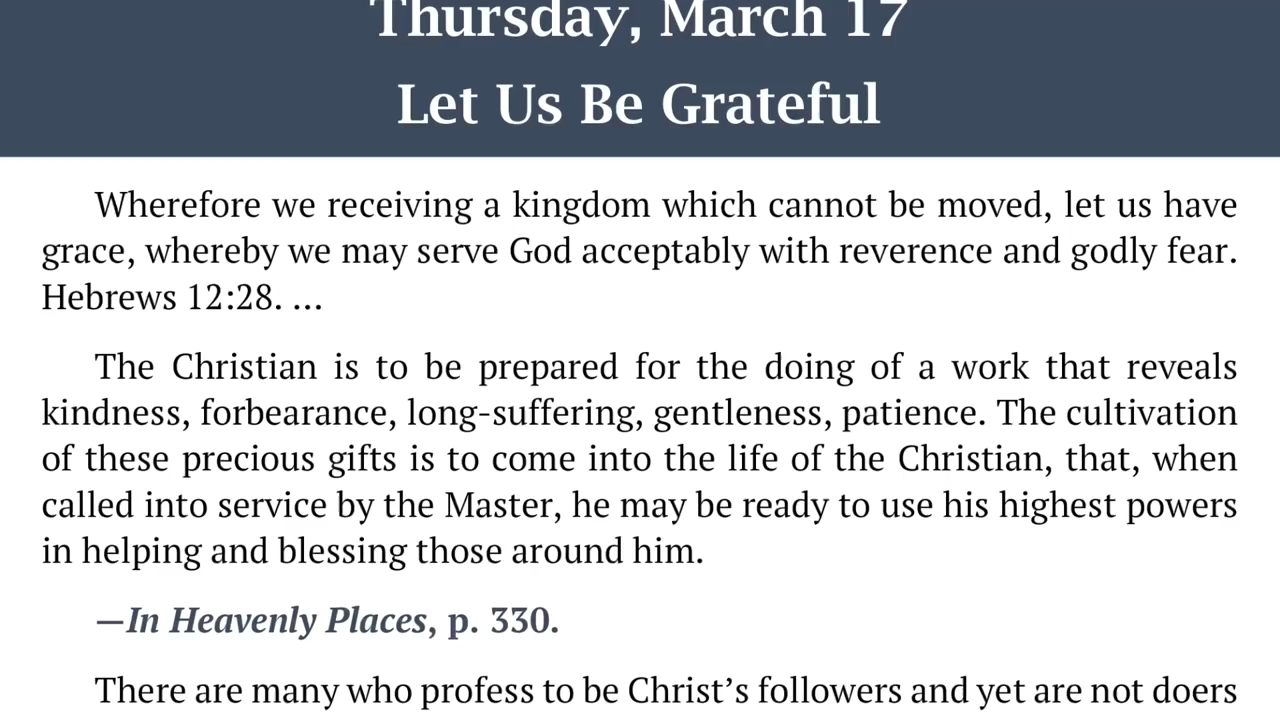 Thursday, March 17
Let Us Be Grateful
Wherefore we receiving a kingdom which cannot be moved, let us have
grace, whereby we may serve God acceptably with reverence and godly fear.
Hebrews 12:28. …
The Christian is to be prepared for the doing of a work that reveals
kindness, forbearance, long-suffering, gentleness, patience. The cultivation
of these precious gifts is to come into the life of the Christian, that, when
called into service by the Master, he may be ready to use his highest powers
in helping and blessing those around him.
—In Heavenly Places, p. 330.
There are many who profess to be Christ’s followers and yet are not doers